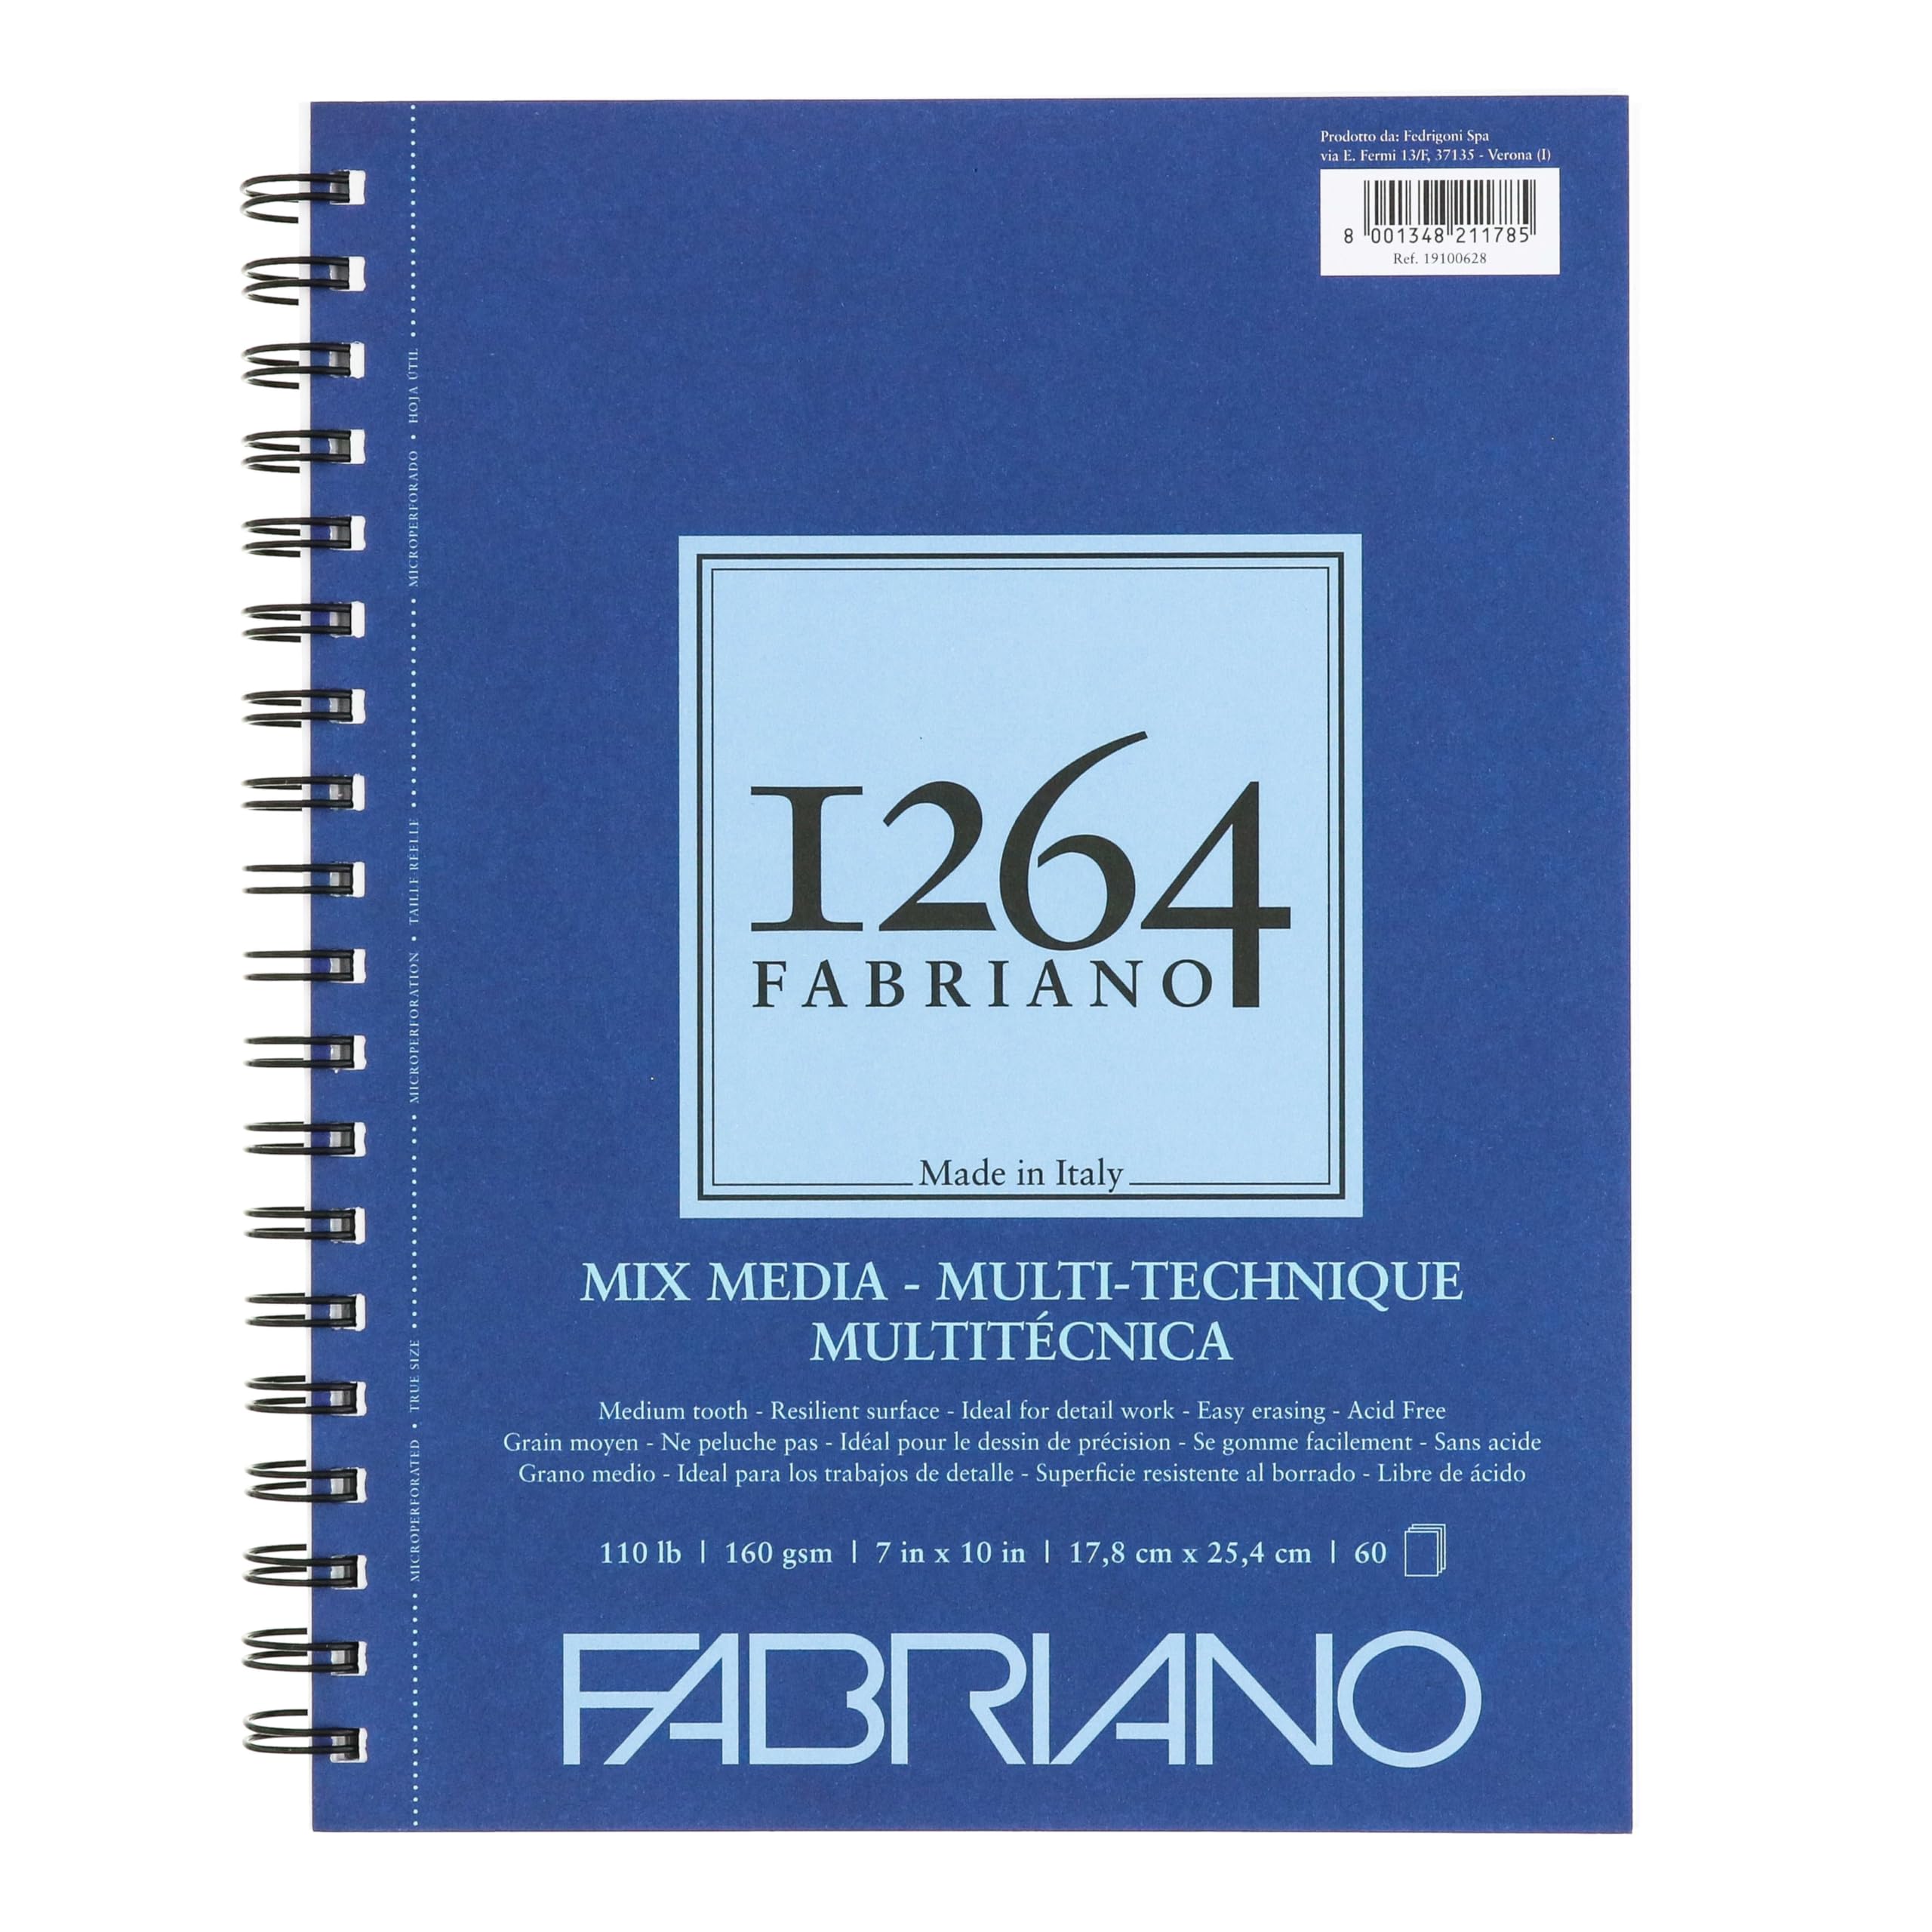 Prodotto da: Fedrigoni Spa
via E. Fermi 13/F, 37135 - Verona (I)
8 001348 211785
Ref. 19100628
MICROPERFORATED • TRUE SIZE
MICROPERFORATION • TAILLE RÉELLE
MICROPERFORADO • HOJA ÚTIL
1264
FABRIANO
Made in Italy
MIX MEDIA - MULTI-TECHNIQUE
MULTITÉCNICA
Medium tooth - Resilient surface - Ideal for detail work - Easy erasing - Acid Free
Grain moyen - Ne peluche pas - Idéal pour le dessin de précision - Se gomme facilement - Sans acide
Grano medio - Ideal para los trabajos de detalle - Superficie resistente al borrado - Libre de ácido
110 lb | 160 gsm | 7 in x 10 in | 17,8 cm x 25,4 cm | 60
FABRIANO